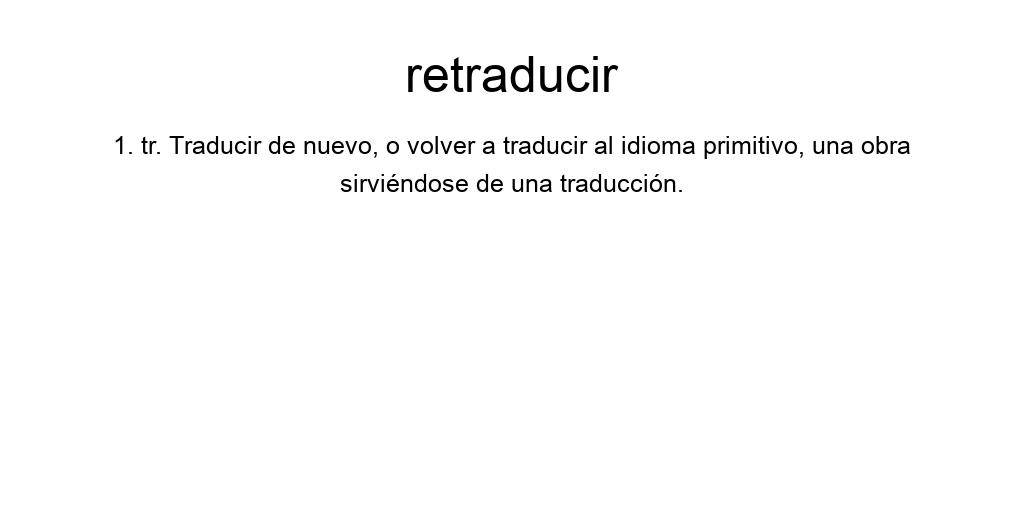 retraducir
1. tr. Traducir de nuevo, o volver a traducir al idioma primitivo, una obra
sirviéndose de una traducción.